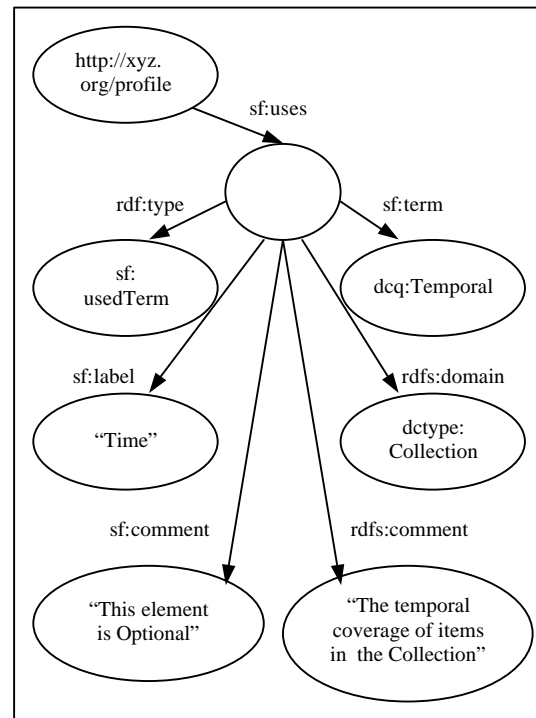 http://xyz.
org/profile
sf:uses
rdf:type
sf:term
sf:
usedTerm
dcq:Temporal
sf:label
rdfs:domain
“Time”
dctype:
Collection
sf:comment
rdfs:comment
“This element
is Optional”
“The temporal
coverage of items
in the Collection”